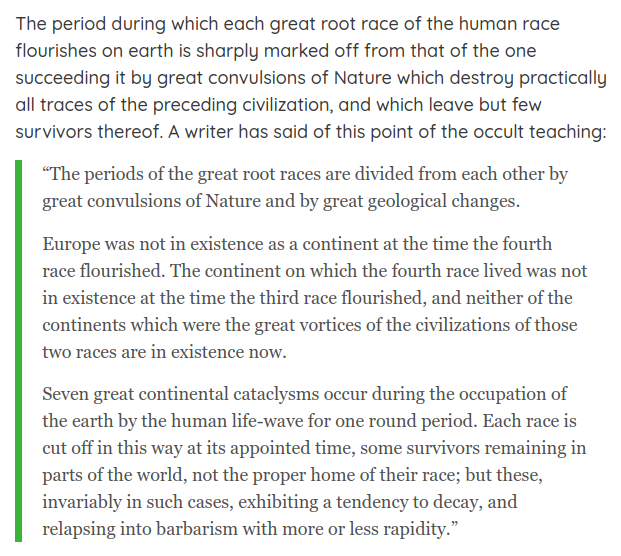 The period during which each great root race of the human race
flourishes on earth is sharply marked off from that of the one
succeeding it by great convulsions of Nature which destroy practically
all traces of the preceding civilization, and which leave but few
survivors thereof. A writer has said of this point of the occult teaching:
“The periods of the great root races are divided from each other by
great convulsions of Nature and by great geological changes.
Europe was not in existence as a continent at the time the fourth
race flourished. The continent on which the fourth race lived was not
in existence at the time the third race flourished, and neither of the
continents which were the great vortices of the civilizations of those
two races are in existence now.
Seven great continental cataclysms occur during the occupation of
the earth by the human life-wave for one round period. Each race is
cut off in this way at its appointed time, some survivors remaining in
parts of the world, not the proper home of their race; but these,
invariably in such cases, exhibiting a tendency to decay, and
relapsing into barbarism with more or less rapidity.”